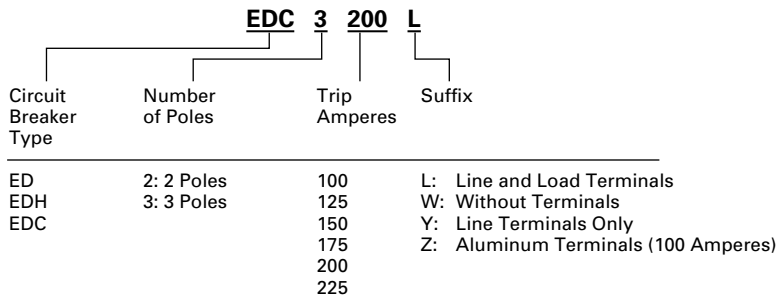 EDC 3 200 L
Circuit Number Trip Suffix
Breaker of Poles Amperes
Type
ED 2: 2 Poles 100 L: Line and Load Terminals
EDH 3: 3 Poles 125 W: Without Terminals
EDC 150 Y: Line Terminals Only
175 Z: Aluminum Terminals (100 Amperes)
200
225